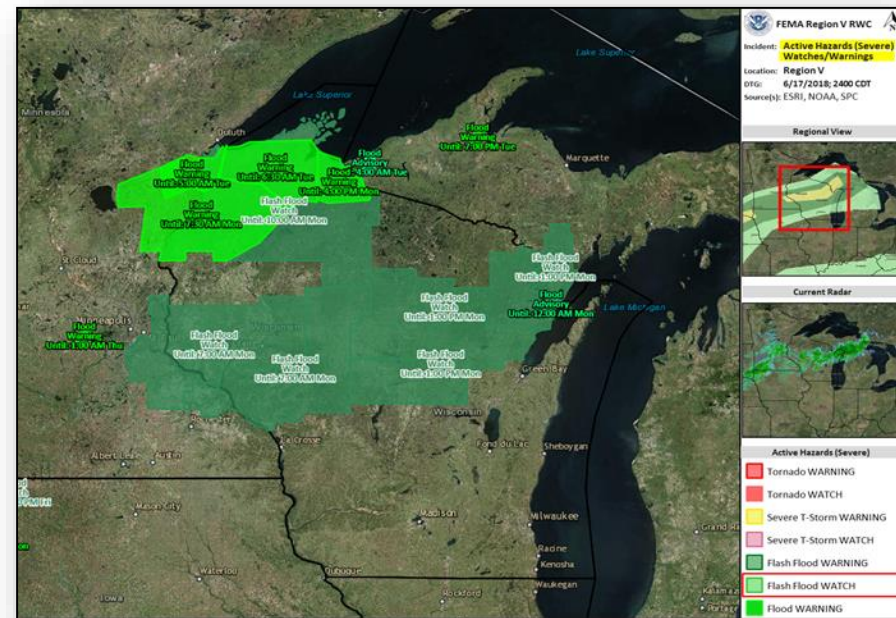 FEMA Region V RWC
Incident: Active Hazards (Severe)
Watches/Warnings
Location: Region V
DTG: 6/17/2018; 2400 CDT
Source(s): ESRI, NOAA, SPC
Regional View
Current Radar
Active Hazards (Severe)
Tornado WARNING
Tornado WATCH
Severe T-Storm WARNING
Severe T-Storm WATCH
Flash Flood WARNING
Flash Flood WATCH
Flood WARNING
Lake Superior
Minnesota
Lake Superior
Duluth
Flood
Warning
Until: 7:00 PM Tue
Marquette
Flood
Warning
Until: 5:00 AM Tue
Flood
Warning
Until: 6:30 AM Tue
Flood
Advisory
Until: 4:00 AM Tue
Flood
Warning
Until: 4:00 PM Mon
Flood
Warning
Until: 7:30 AM Mon
Flash Flood
Watch
Until: 10:00 AM Mon
St. Cloud
Flash Flood
Watch
Until: 1:00 PM Mon
Flash Flood
Watch
Until: 1:00 PM Mon
Flood
Advisory
Until: 12:00 AM Mon
Lake Michigan
Minneapolis
Flood
Warning
Until: 1:00 AM Thu
Wisconsin
Flash Flood
Watch
Until: 7:00 AM Mon
Flash Flood
Watch
Until: 7:00 AM Mon
Flash Flood
Watch
Until: 1:00 PM Mon
Green Bay
Wisconsin
La Crosse
Fond du Lac
Sheboygan
Albert Lea
Austin
PM Fri
Mason City
Madison
Milwaukee
Racine
Kenosha
Waukegan
Grand
Waterloo
Dubuque
Rockford
Iowa
Kalamaz
Portage